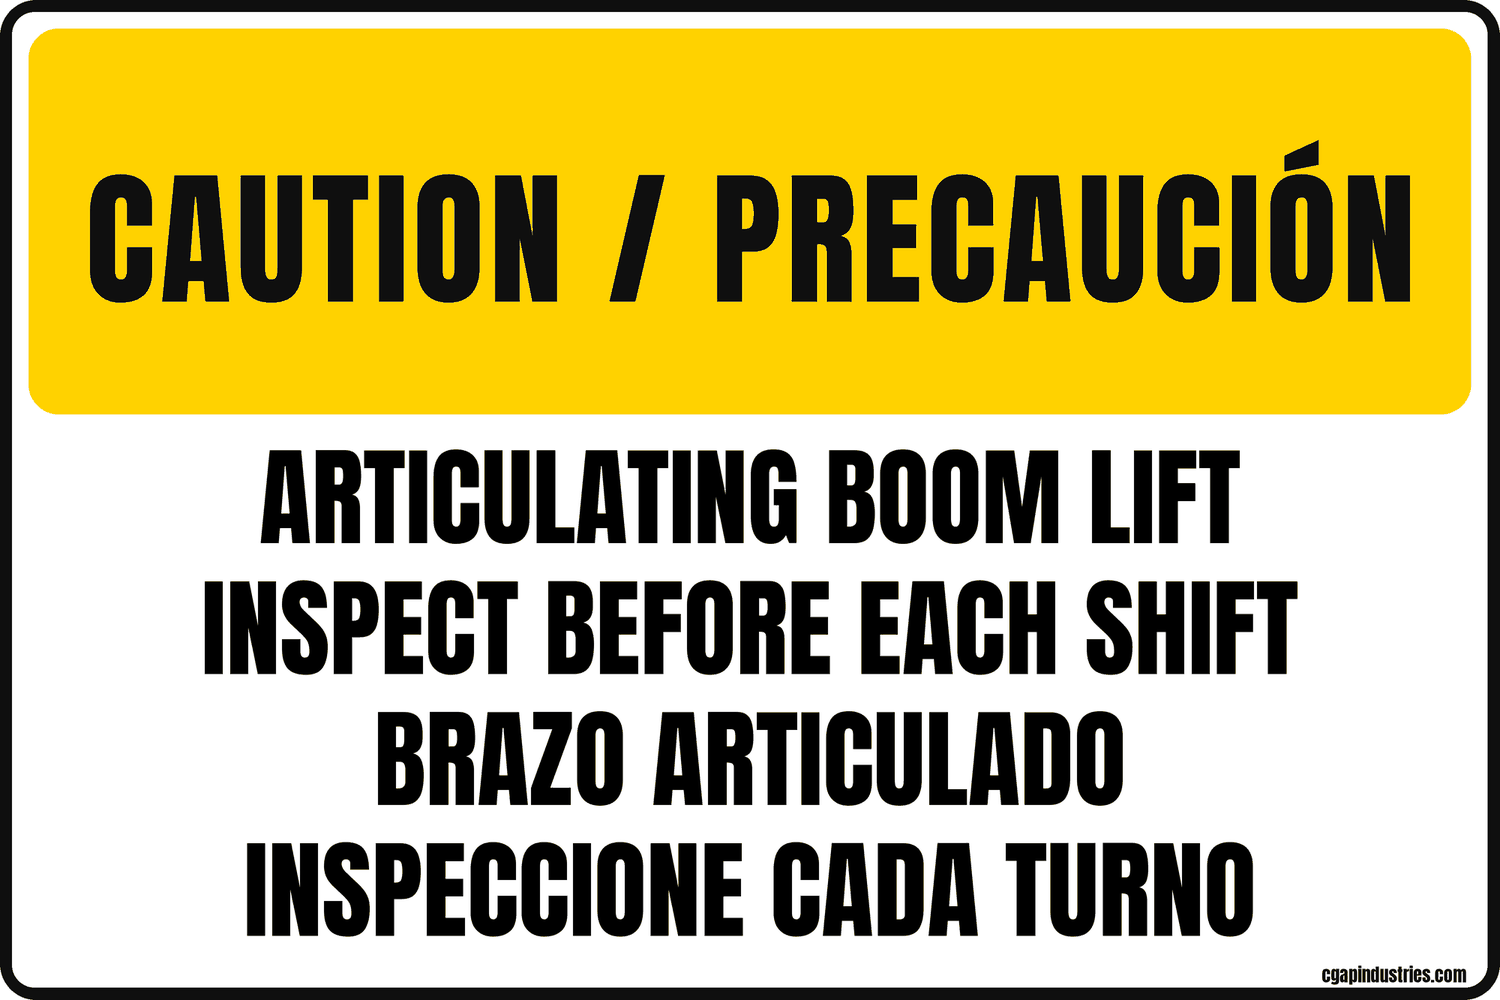 CAUTION / PRECAUCIÓN
ARTICULATING BOOM LIFT
INSPECT BEFORE EACH SHIFT
BRAZO ARTICULADO
INSPECCIONE CADA TURNO
cgapindustries.com